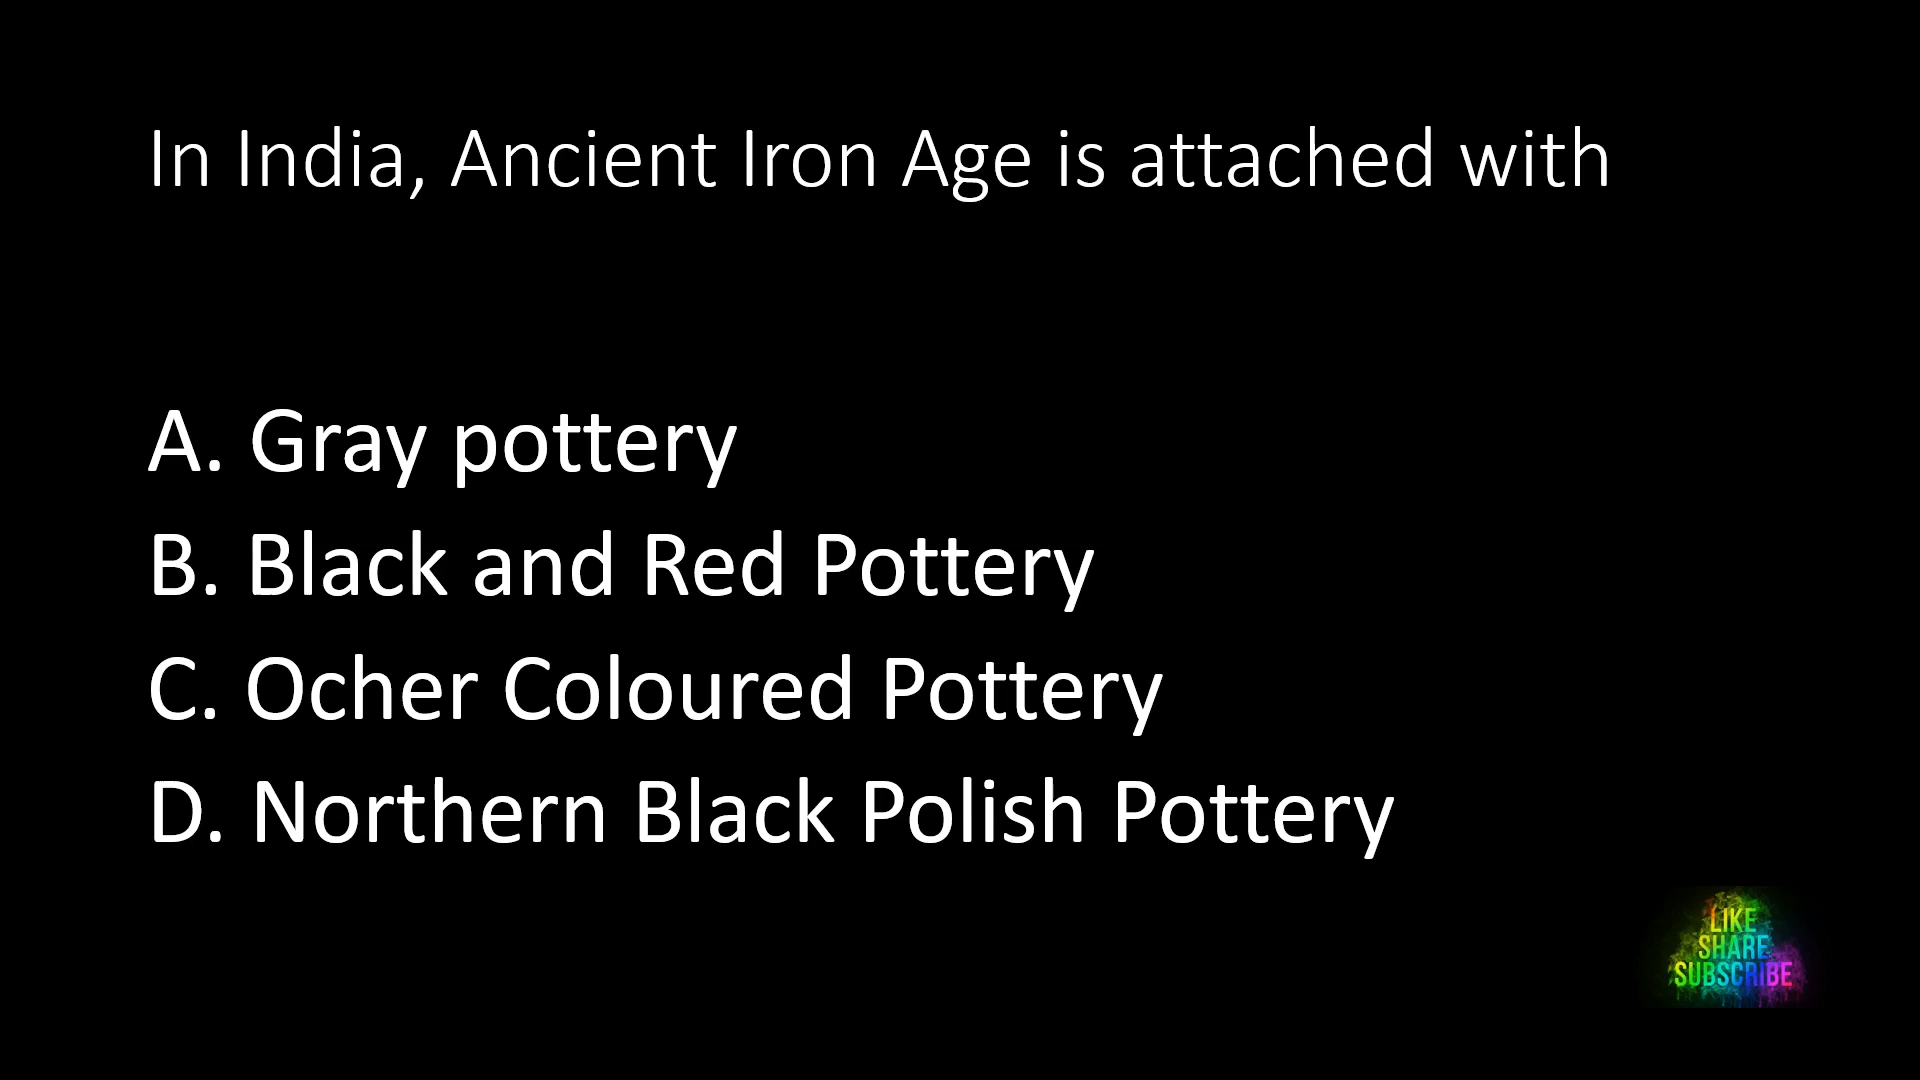 In India, Ancient Iron Age is attached with
A. Gray pottery
B. Black and Red Pottery
C. Ocher Coloured Pottery
D. Northern Black Polish Pottery
LIKE
SHARE
SUBSCRIBE